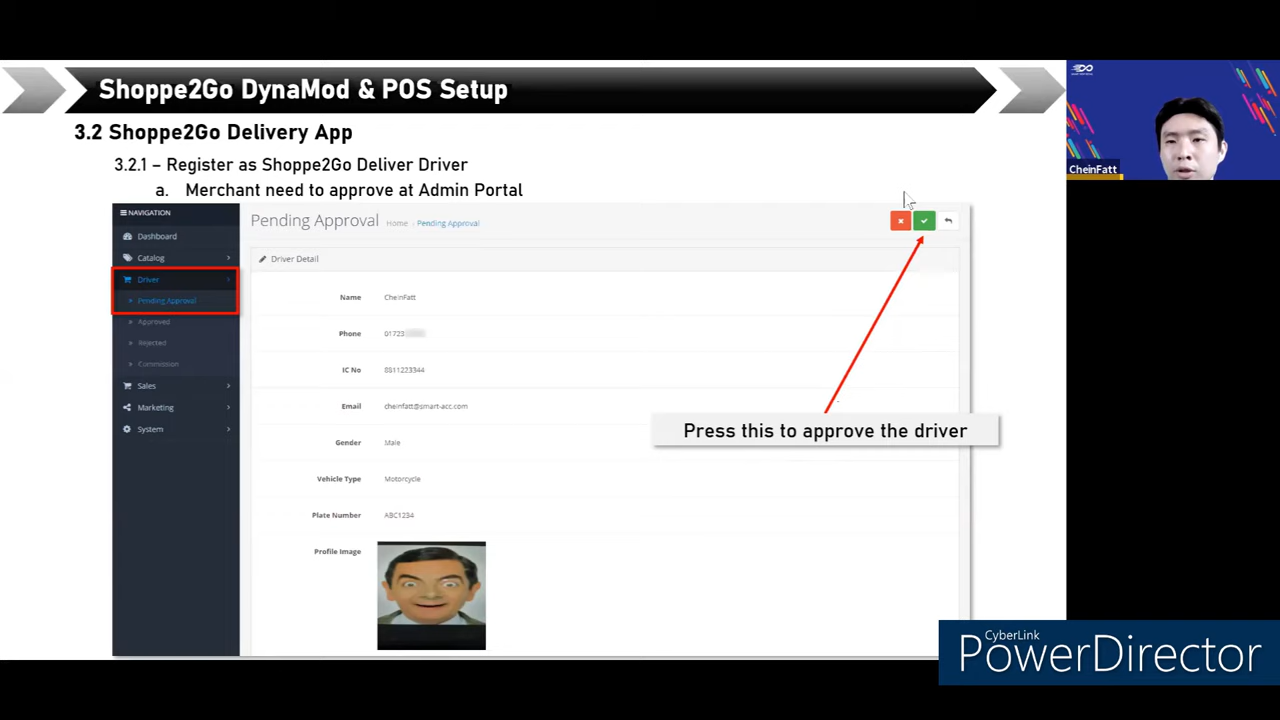 Shoppe2Go DynaMod & POS Setup
3.2 Shoppe2Go Delivery App
3.2.1 – Register as Shoppe2Go Deliver Driver
a. Merchant need to approve at Admin Portal
CheinFatt
NAVIGATION
Dashboard
Catalog
Driver
Pending Approval
Approved
Rejected
Commission
Sales
Marketing
System
Pending Approval Home › Pending Approval
Driver Detail
Name CheinFatt
Phone 01723
IC No 8811223344
Email cheinfatt@smart-acc.com
Gender Male
Vehicle Type Motorcycle
Plate Number ABC1234
Profile Image
Press this to approve the driver
CyberLink
PowerDirector